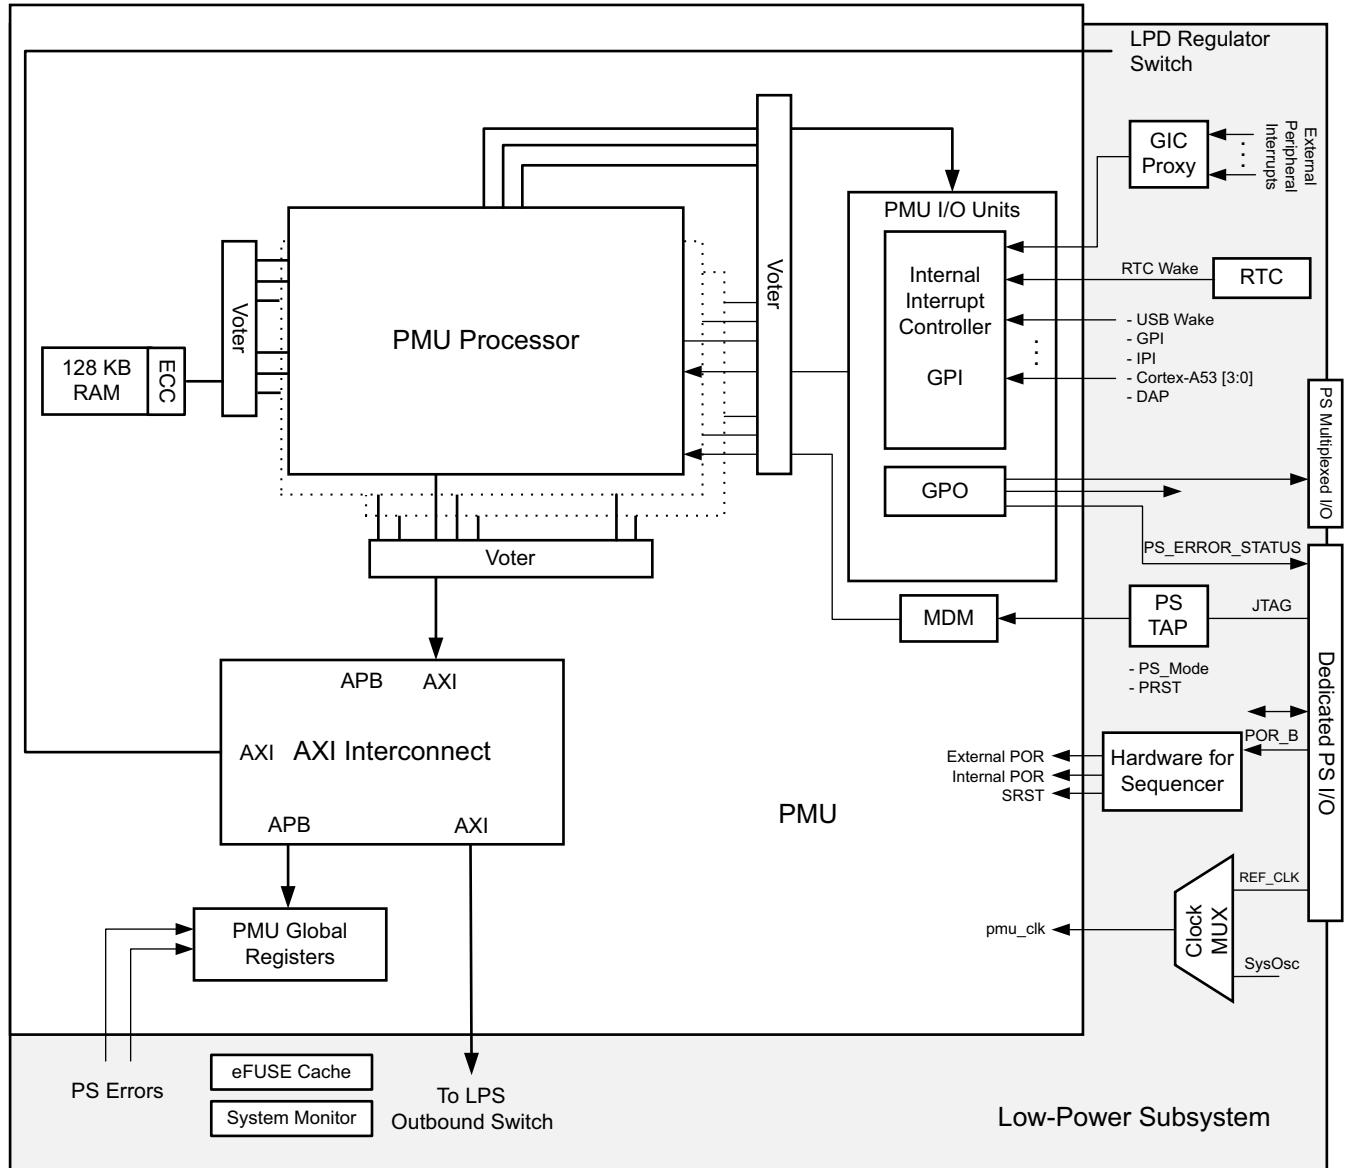 LPD Regulator
Switch
GIC
Proxy
External
Peripheral
Interrupts
PMU I/O Units
Internal
Interrupt
Controller
GPI
RTC Wake
RTC
- USB Wake
- GPI
- IPI
- Cortex-A53 [3:0]
- DAP
Voter
Voter
PMU Processor
128 KB
RAM
ECC
PS Multiplexed I/O
GPO
PS_ERROR_STATUS
Voter
MDM
PS
TAP
JTAG
- PS_Mode
- PRST
Dedicated PS I/O
APB
AXI
AXI
AXI Interconnect
APB
AXI
POR_B
External POR
Internal POR
SRST
Hardware for
Sequencer
PMU
REF_CLK
Clock
MUX
pmu_clk
SysOsc
PMU Global
Registers
PS Errors
eFUSE Cache
System Monitor
To LPS
Outbound Switch
Low-Power Subsystem